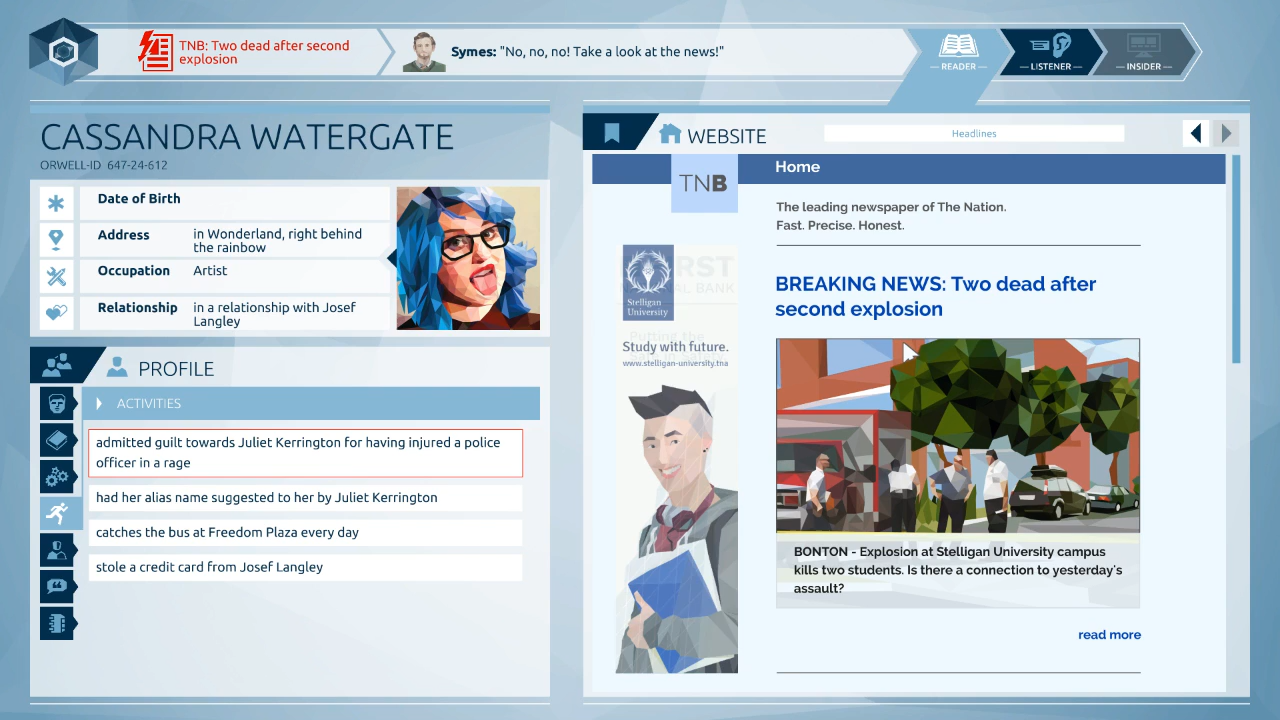 TNB: Two dead after second
explosion
Symes: "No, no, no! Take a look at the news!"
READER
LISTENER
INSIDER
CASSANDRA WATERGATE
ORWELL-ID 647-24-612
Date of Birth
Address in Wonderland, right behind
the rainbow
Occupation Artist
Relationship in a relationship with Josef
Langley
PROFILE
ACTIVITIES
admitted guilt towards Juliet Kerrington for having injured a police
officer in a rage
had her alias name suggested to her by Juliet Kerrington
catches the bus at Freedom Plaza every day
stole a credit card from Josef Langley
WEBSITE
Headlines
TNB
Home
The leading newspaper of The Nation.
Fast. Precise. Honest.
Stelligan
University
Putting the
Study with future.
www.stelligan-university.tna
BREAKING NEWS: Two dead after
second explosion
BONTON - Explosion at Stelligan University campus
kills two students. Is there a connection to yesterday's
assault?
read more